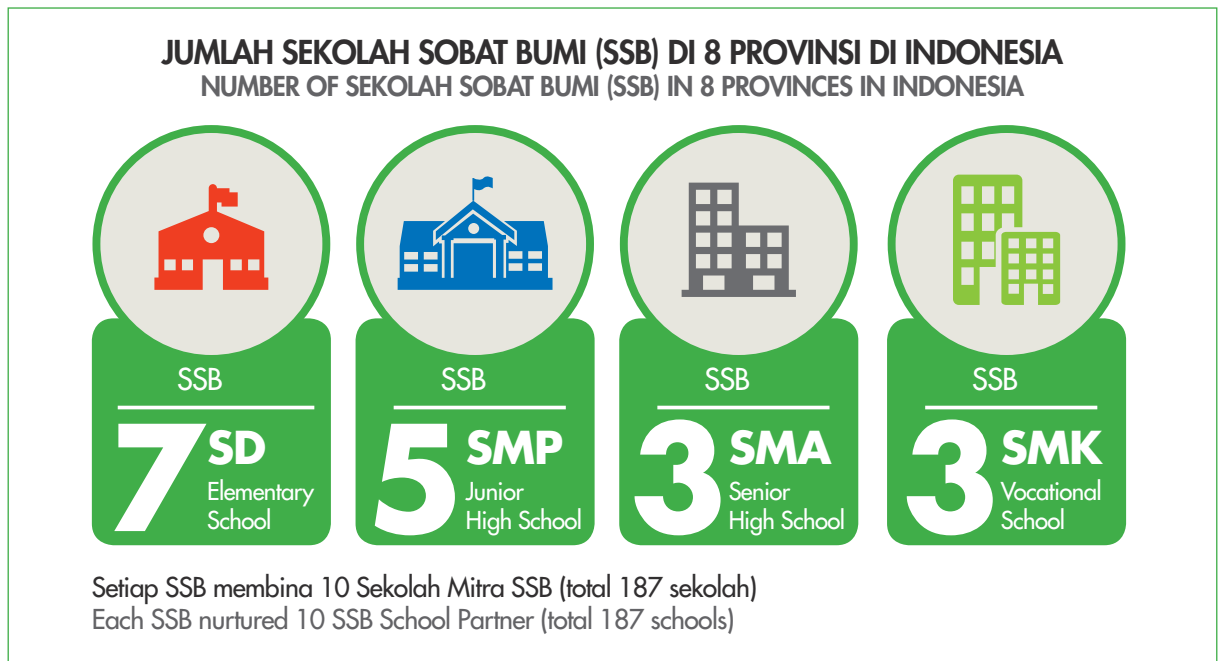 JUMLAH SEKOLAH SOBAT BUMI (SSB) DI 8 PROVINSI DI INDONESIA
NUMBER OF SEKOLAH SOBAT BUMI (SSB) IN 8 PROVINCES IN INDONESIA
SSB
7 SD
Elementary
School
SSB
5 SMP
Junior
High School
SSB
3 SMA
Senior
High School
SSB
3 SMK
Vocational
School
Setiap SSB membina 10 Sekolah Mitra SSB (total 187 sekolah)
Each SSB nurtured 10 SSB School Partner (total 187 schools)